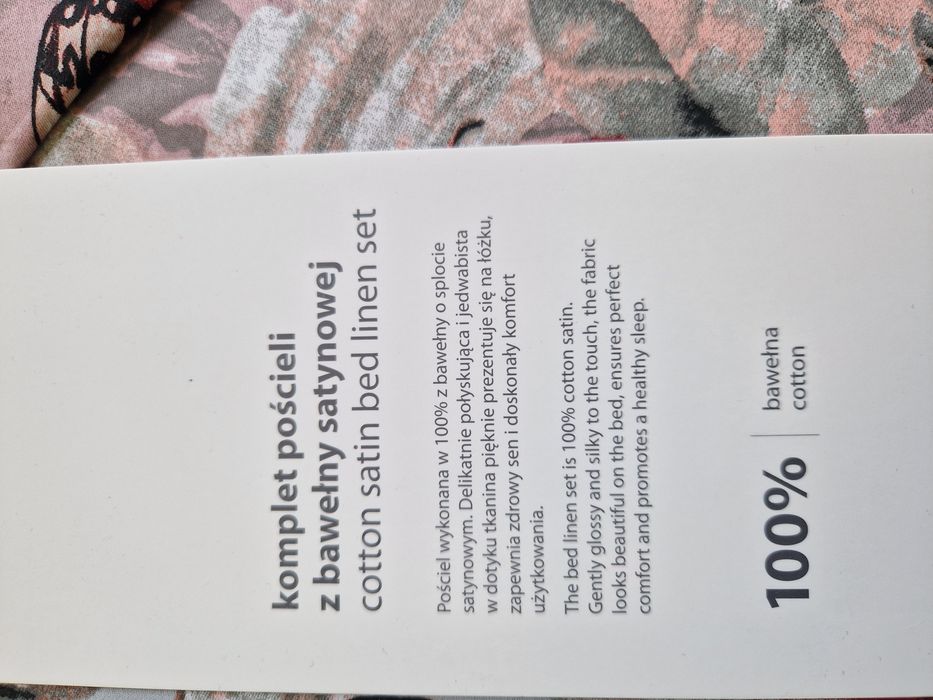 komplet pościeli
z bawełny satynowej
cotton satin bed linen set
Pościel wykonana w 100% z bawełny o splocie
satynowym. Delikatnie połyskująca i jedwabista
w dotyku tkanina pięknie prezentuje się na łóżku,
zapewnia zdrowy sen i doskonały komfort
użytkowania.
The bed linen set is 100% cotton satin.
Gently glossy and silky to the touch, the fabric
looks beautiful on the bed, ensures perfect
comfort and promotes a healthy sleep.
100%
bawełna
cotton